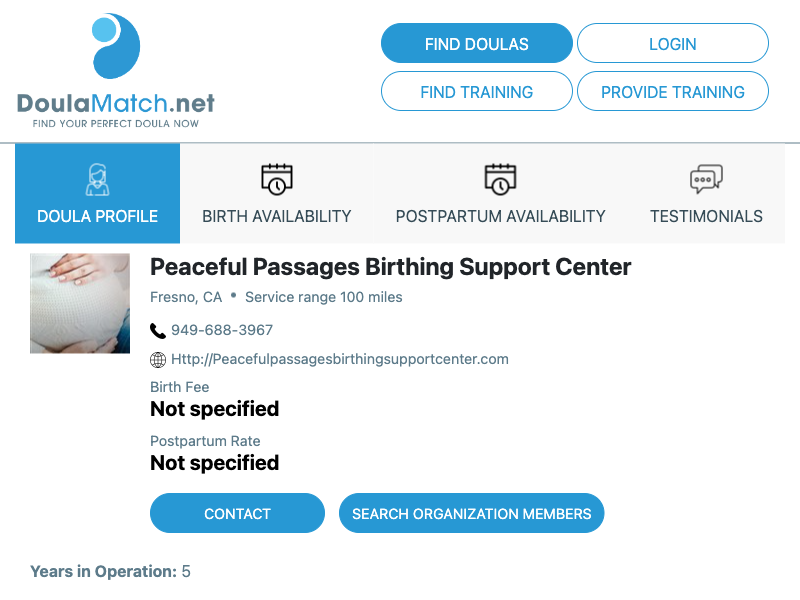 DoulaMatch.net
FIND YOUR PERFECT DOULA NOW
FIND DOULAS
LOGIN
FIND TRAINING
PROVIDE TRAINING
DOULA PROFILE
BIRTH AVAILABILITY
POSTPARTUM AVAILABILITY
TESTIMONIALS
Peaceful Passages Birthing Support Center
Fresno, CA • Service range 100 miles
949-688-3967
Http://Peacefulpassagesbirthingsupportcenter.com
Birth Fee
Not specified
Postpartum Rate
Not specified
CONTACT
SEARCH ORGANIZATION MEMBERS
Years in Operation: 5